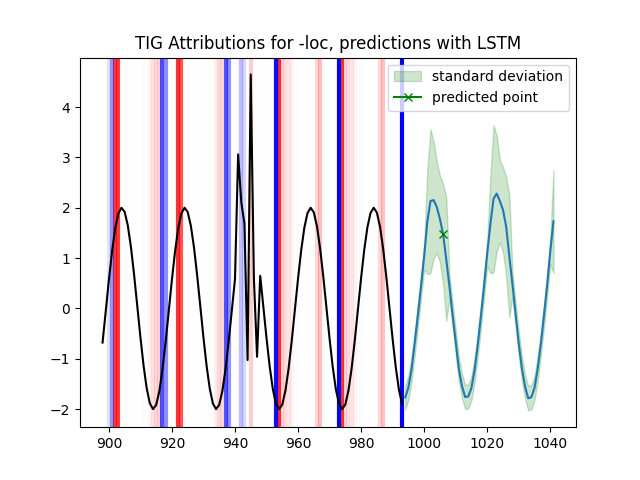 TIG Attributions for -loc, predictions with LSTM
standard deviation
predicted point
4
3
2
1
0
−1
−2
900 920 940 960 980 1000 1020 1040